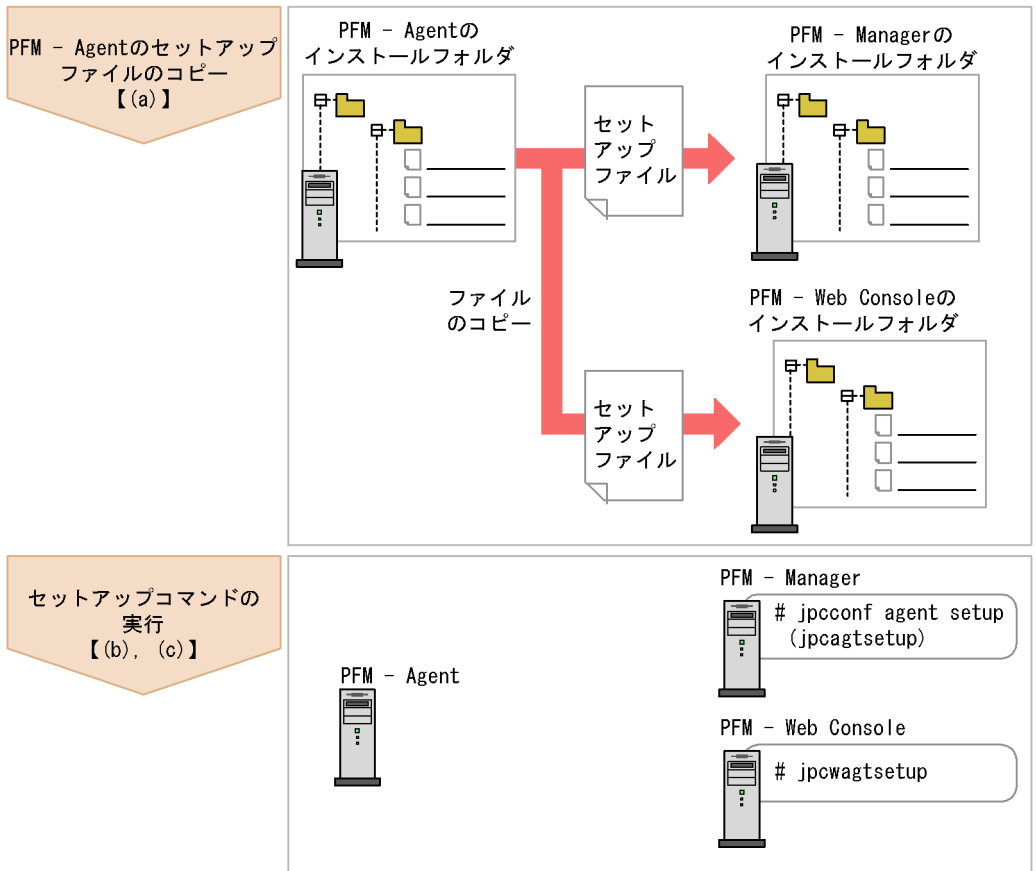 PFM - Agentのセットアップ
ファイルのコピー
【(a)】
PFM - Agentの
インストールフォルダ
PFM - Managerの
インストールフォルダ
セット
アップ
ファイル
ファイル
のコピー
PFM - Web Consoleの
インストールフォルダ
セット
アップ
ファイル
セットアップコマンドの
実行
【(b), (c)】
PFM - Agent
PFM - Manager
# jpcconf agent setup
(jpcagtsetup)
PFM - Web Console
# jpcwagtsetup